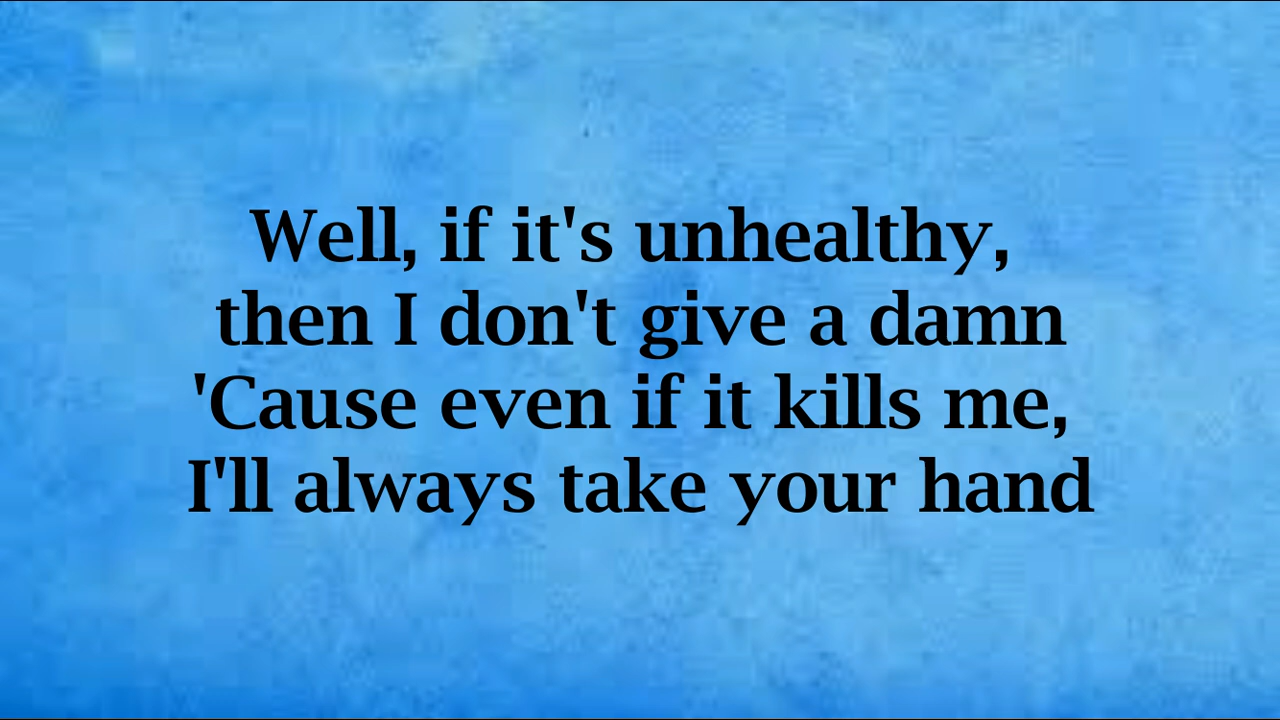 Well, if it's unhealthy,
then I don't give a damn
'Cause even if it kills me,
I'll always take your hand